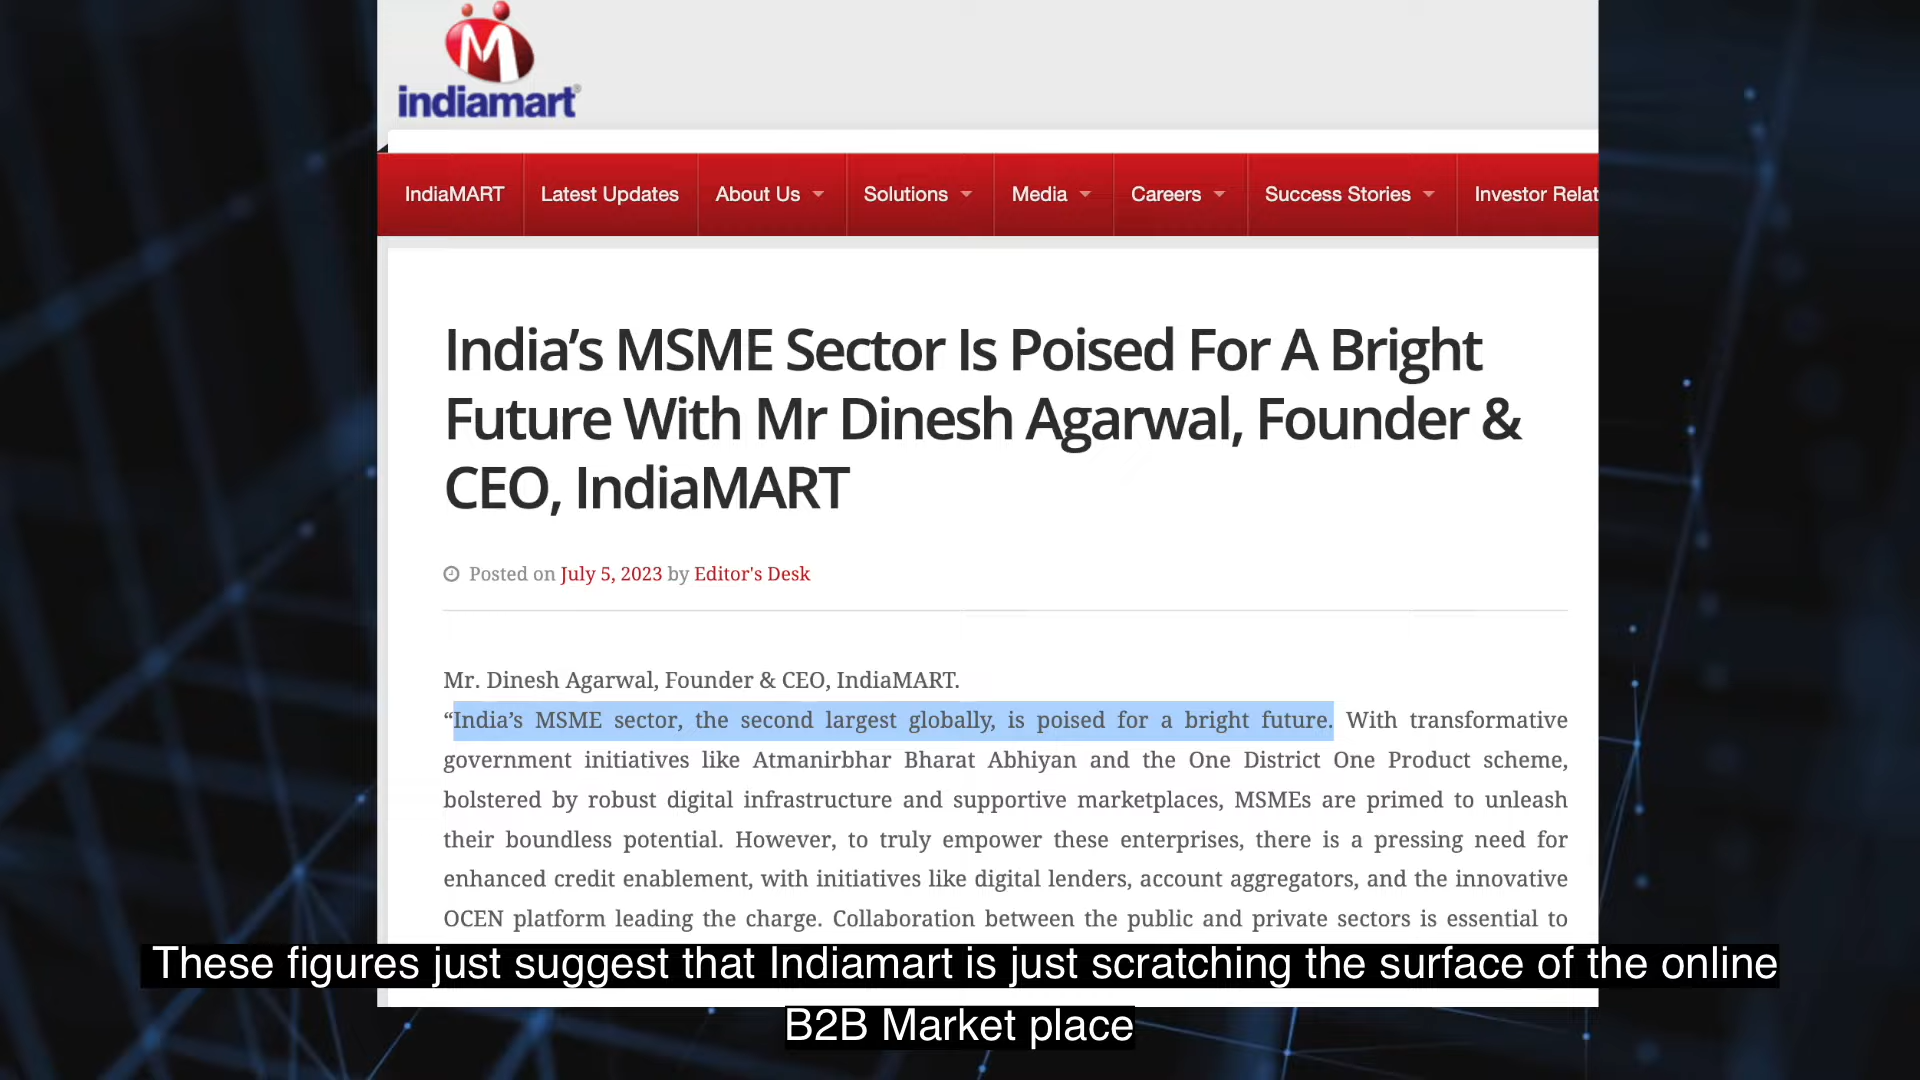 indiamart
IndiaMART Latest Updates About Us Solutions Media Careers Success Stories Investor Relat
India’s MSME Sector Is Poised For A Bright
Future With Mr Dinesh Agarwal, Founder &
CEO, IndiaMART
Posted on July 5, 2023 by Editor's Desk
Mr. Dinesh Agarwal, Founder & CEO, IndiaMART.
“India’s MSME sector, the second largest globally, is poised for a bright future. With transformative
government initiatives like Atmanirbhar Bharat Abhiyan and the One District One Product scheme,
bolstered by robust digital infrastructure and supportive marketplaces, MSMEs are primed to unleash
their boundless potential. However, to truly empower these enterprises, there is a pressing need for
enhanced credit enablement, with initiatives like digital lenders, account aggregators, and the innovative
OCEN platform leading the charge. Collaboration between the public and private sectors is essential to
These figures just suggest that Indiamart is just scratching the surface of the online
B2B Market place